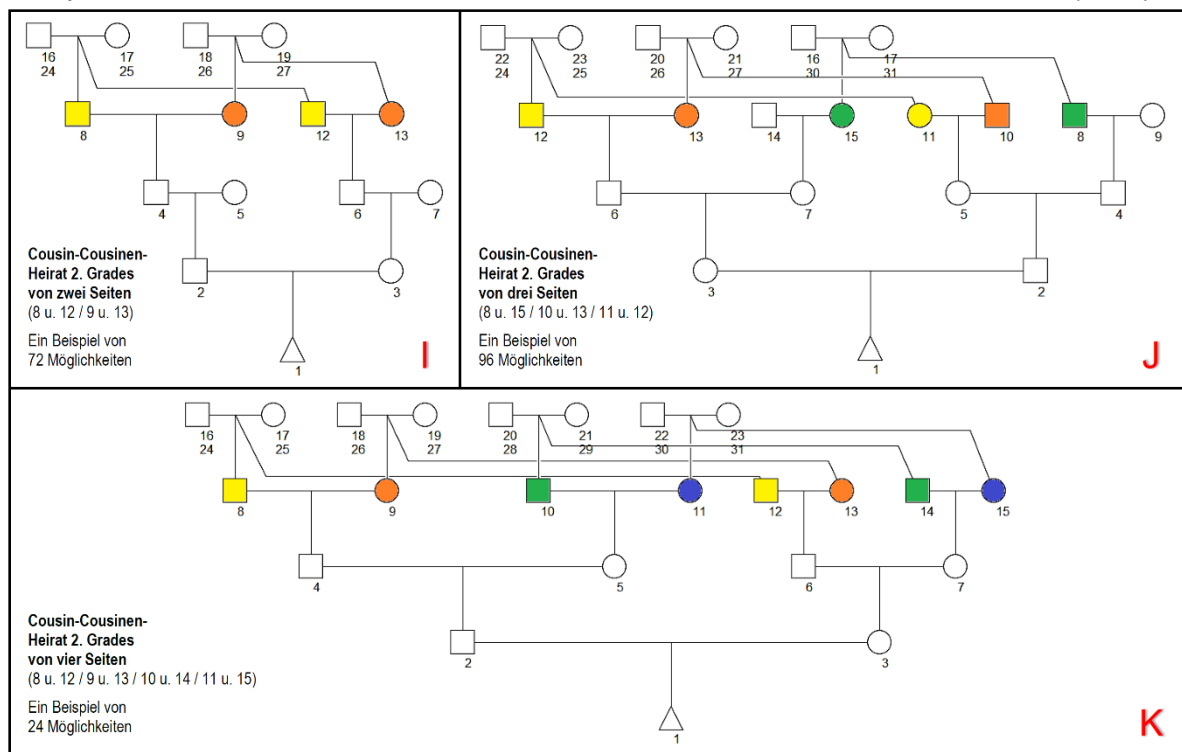 16 17 18 19
24 25 26 27
8 9 12 13
4 5 6 7
Cousin-Cousinen-
Heirat 2. Grades
von zwei Seiten
(8 u. 12 / 9 u. 13)
2 3
Ein Beispiel von
72 Möglichkeiten
1
I
22 23 20 21 16 17
24 25 26 27 30 31
12 13 14 15 11 10 8 9
6 7 5 4
Cousin-Cousinen-
Heirat 2. Grades
von drei Seiten
(8 u. 15 / 10 u. 13 / 11 u. 12)
3 2
Ein Beispiel von
96 Möglichkeiten
1
J
16 17 18 19 20 21 22 23
24 25 26 27 28 29 30 31
8 9 10 11 12 13 14 15
4 5 6 7
Cousin-Cousinen-
Heirat 2. Grades
von vier Seiten
(8 u. 12 / 9 u. 13 / 10 u. 14 / 11 u. 15)
2 3
Ein Beispiel von
24 Möglichkeiten
1
K